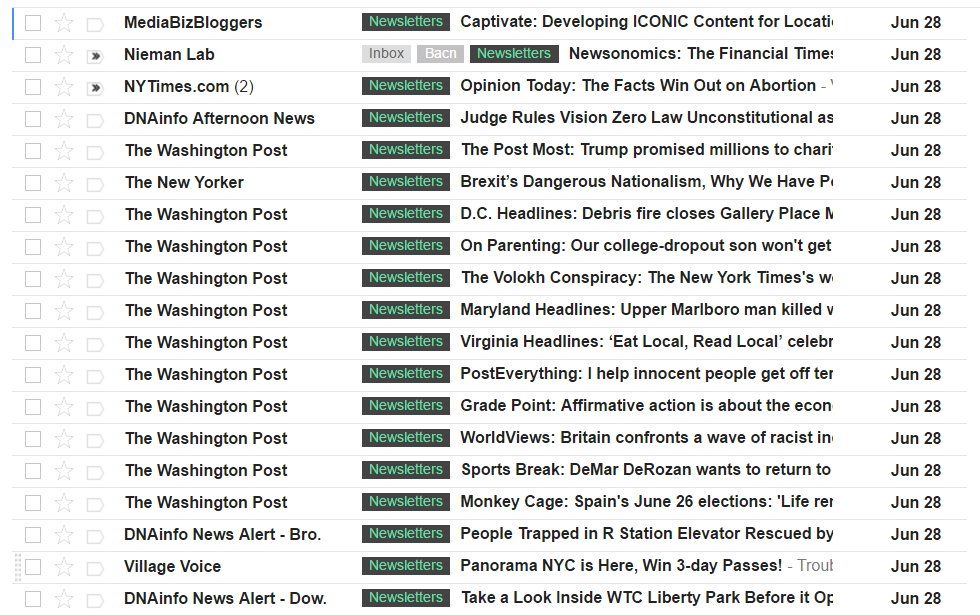 MediaBizBloggers Newsletters Captivate: Developing ICONIC Content for Locati
Nieman Lab Inbox Bacn Newsletters Newsonomics: The Financial Times Jun 28
NYTimes.com (2) Newsletters Opinion Today: The Facts Win Out on Abortion - Jun 28
DNAinfo Afternoon News Newsletters Judge Rules Vision Zero Law Unconstitutional as Jun 28
The Washington Post Newsletters The Post Most: Trump promised millions to chari Jun 28
The New Yorker Newsletters Brexit’s Dangerous Nationalism, Why We Have Jun 28
The Washington Post Newsletters D.C. Headlines: Debris fire closes Gallery Place Jun 28
The Washington Post Newsletters On Parenting: Our college-dropout son won't get Jun 28
The Washington Post Newsletters The Volokh Conspiracy: The New York Times's Jun 28
The Washington Post Newsletters Maryland Headlines: Upper Marlboro man killed Jun 28
The Washington Post Newsletters Virginia Headlines: ‘Eat Local, Read Local’ celebr Jun 28
The Washington Post Newsletters PostEverything: I help innocent people get off ter Jun 28
The Washington Post Newsletters Grade Point: Affirmative action is about the econ Jun 28
The Washington Post Newsletters WorldViews: Britain confronts a wave of racist in Jun 28
The Washington Post Newsletters Sports Break: DeMar DeRozan wants to return to Jun 28
The Washington Post Newsletters Monkey Cage: Spain's June 26 elections: 'Life rer Jun 28
DNAinfo News Alert - Bro. Newsletters People Trapped in R Station Elevator Rescued by Jun 28
Village Voice Newsletters Panorama NYC is Here, Win 3-day Passes! - Troub Jun 28
DNAinfo News Alert - Dow. Newsletters Take a Look Inside WTC Liberty Park Before it Op Jun 28